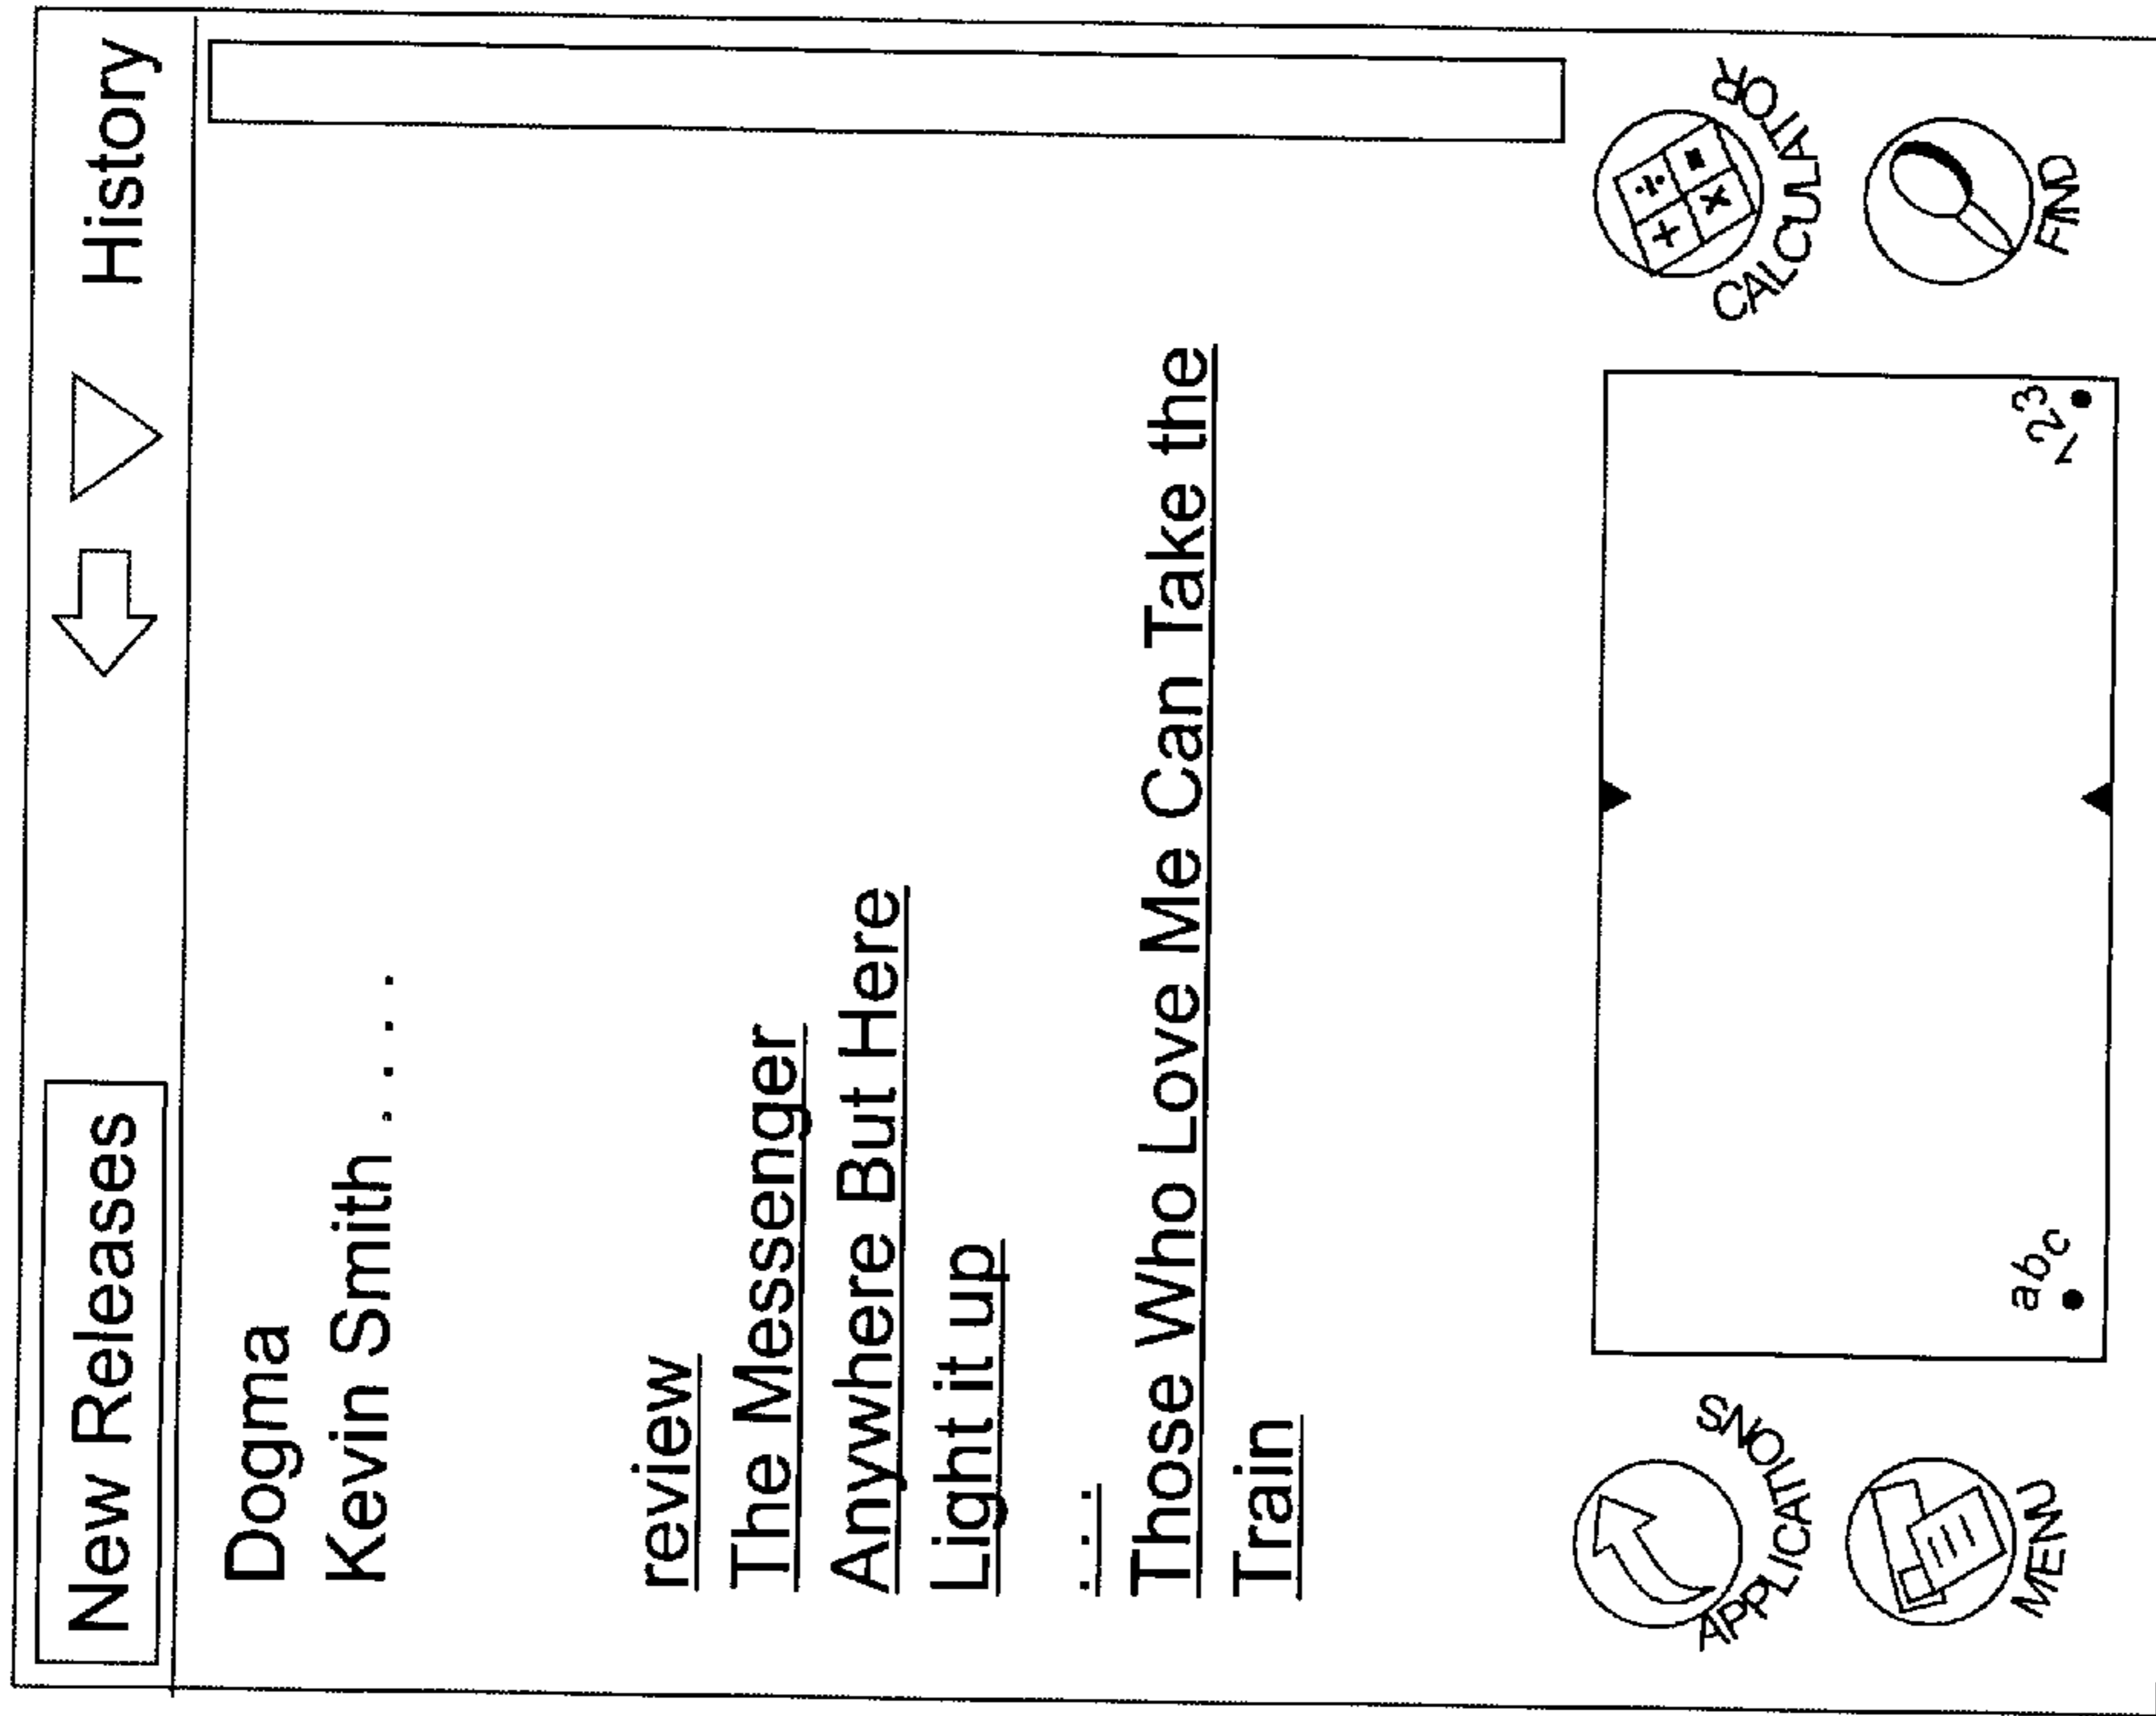 New Releases History
Dogma
Kevin Smith . . . .
review
The Messenger
Anywhere But Here
Light it up
. . .
Those Who Love Me Can Take the
Train
APPLICATIONS
CALCULATOR
MENU
abc
123
FIND